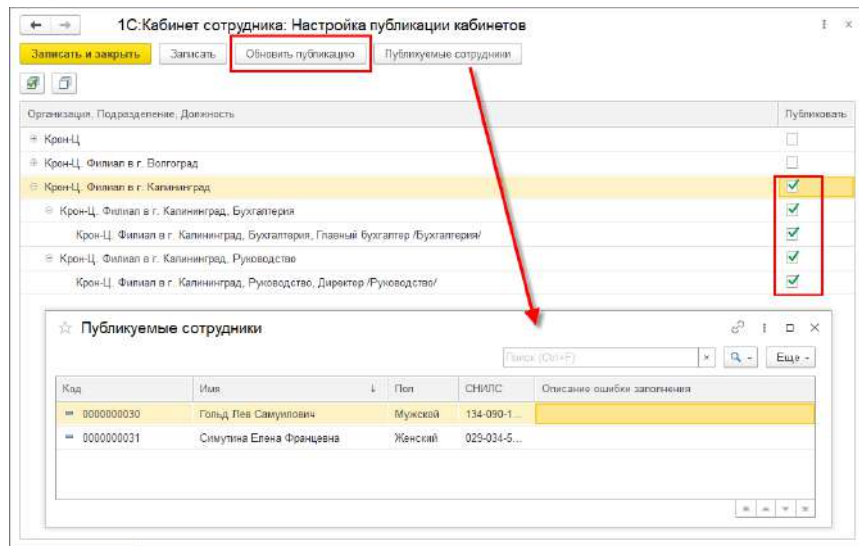 1С:Кабинет сотрудника: Настройка публикации кабинетов
Записать и закрыть Записать Обновить публикацию Публикуемые сотрудники
Организация, Подразделение, Должность Публиковать
Крон-Ц
Крон-Ц. Филиал в г. Волгоград
Крон-Ц. Филиал в г. Калининград
Крон-Ц. Филиал в г. Калининград, Бухгалтерия
Крон-Ц. Филиал в г. Калининград, Бухгалтерия, Главный бухгалтер /Бухгалтерия/
Крон-Ц. Филиал в г. Калининград, Руководство
Крон-Ц. Филиал в г. Калининград, Руководство, Директор /Руководство/
Публикуемые сотрудники
Поиск (Ctrl+F) Еще
Код Имя Пол СНИЛС Описание ошибки заполнения
0000000030 Гольд Лев Самуилович Мужской 134-090-1...
0000000031 Симутина Елена Францевна Женский 029-034-5...